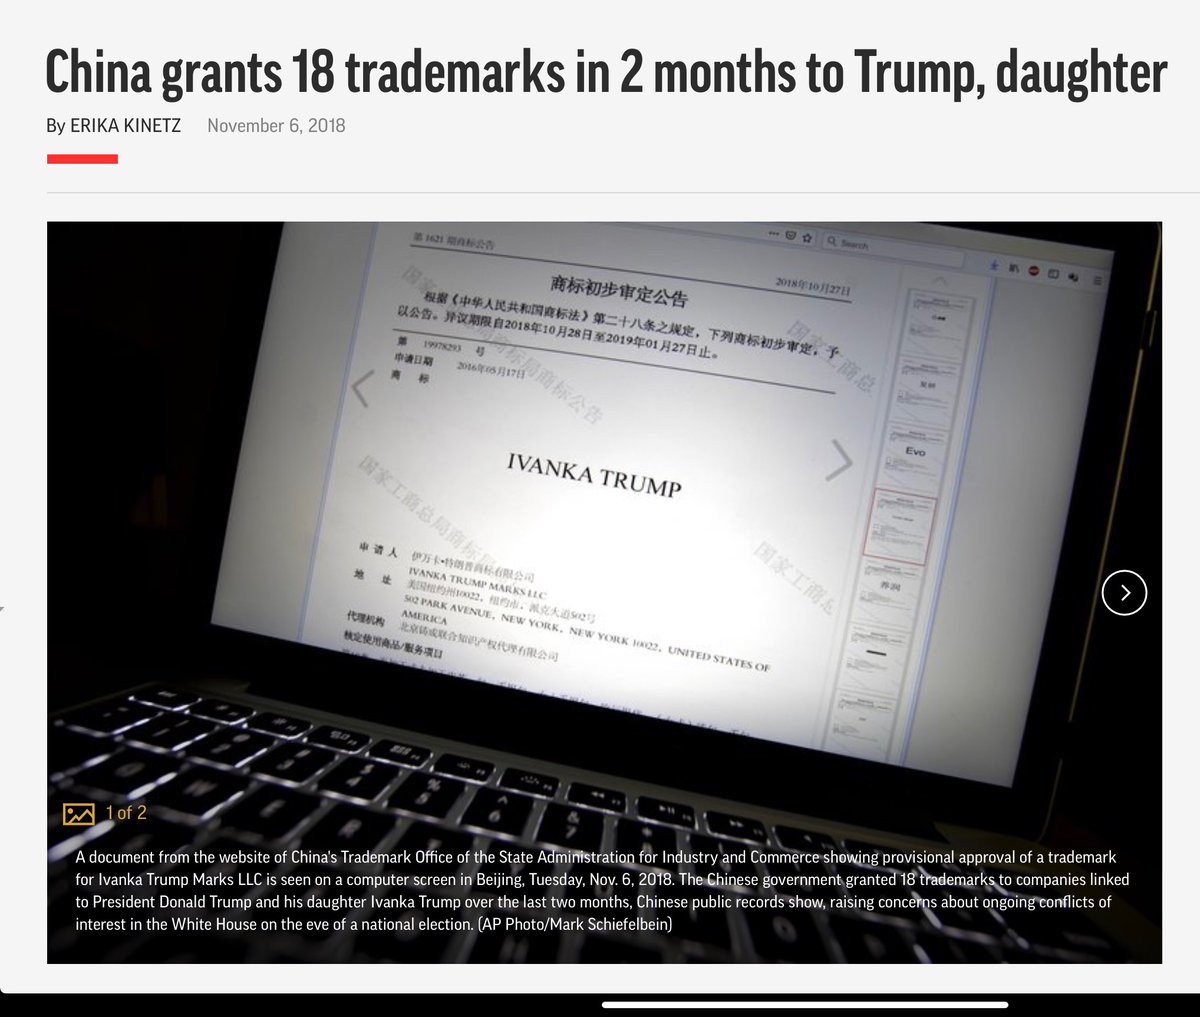 China grants 18 trademarks in 2 months to Trump, daughter
By ERIKA KINETZ November 6, 2018
Search
第 1621 期商标公告
2018年10月27日
商标初步审定公告
根据《中华人民共和国商标法》第二十八条之规定，下列商标初步审定，予
以公告。异议期限自2018年10月28日至2019年01月27日止。
第 19978293 号
申请日期 2016年05月17日
商 标
IVANKA TRUMP
Evo
申 请 人 伊万卡•特朗普商标有限公司
IVANKA TRUMP MARKS LLC
地 址 美国纽约州10022，纽约市，派克大道502号
502 PARK AVENUE, NEW YORK, NEW YORK 10022, UNITED STATES OF
AMERICA
代理机构 北京铸成联合知识产权代理有限公司
核定使用商品/服务项目
国家工商总局商标公告
1 of 2
A document from the website of China's Trademark Office of the State Administration for Industry and Commerce showing provisional approval of a trademark
for Ivanka Trump Marks LLC is seen on a computer screen in Beijing, Tuesday, Nov. 6, 2018. The Chinese government granted 18 trademarks to companies linked
to President Donald Trump and his daughter Ivanka Trump over the last two months, Chinese public records show, raising concerns about ongoing conflicts of
interest in the White House on the eve of a national election. (AP Photo/Mark Schiefelbein)